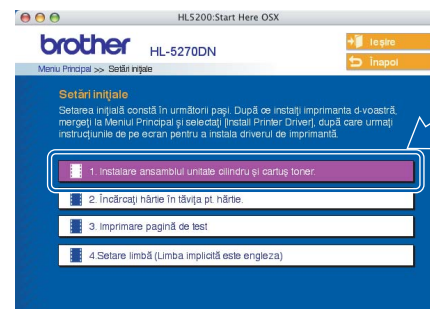 HL5200:Start Here OSX
brother HL-5270DN
Ieşire
Înapoi
Meniu Principal >> Setări iniţiale
Setări iniţiale
Setarea iniţială constă în următorii paşi. După ce instalţi imprimanta d-voastră,
mergeţi la Meniul Principal şi selectaţi [Install Printer Driver], după care urmaţi
instrucţiunile de pe ecran pentru a instala driverul de imprimantă.
1. Instalare ansamblul unitate cilindru şi cartuş toner.
2. Încărcaţi hârtie în tăviţa pt. hârtie.
3. Imprimare pagină de test
4.Setare limbă (Limba implicită este engleza)